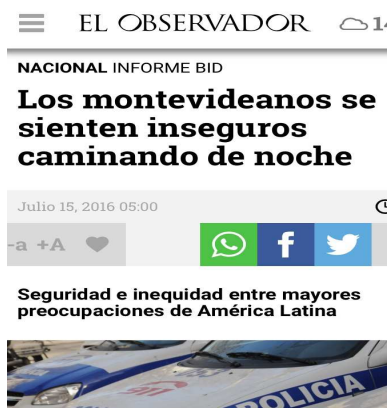 EL OBSERVADOR
NACIONAL INFORME BID
Los montevideanos se
sienten inseguros
caminando de noche
Julio 15, 2016 05:00
-a +A
Seguridad e inequidad entre mayores
preocupaciones de América Latina
POLICIA